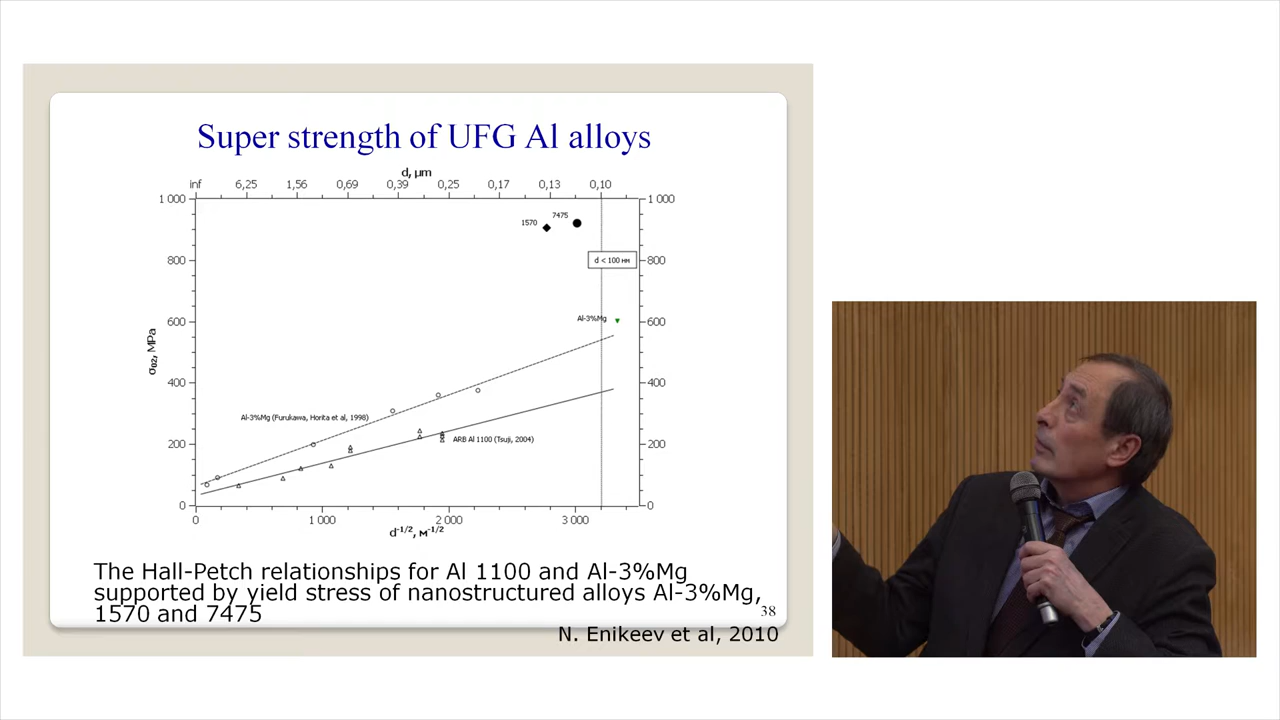 Super strength of UFG Al alloys
d, µm
inf 6,25 1,56 0,69 0,39 0,25 0,17 0,13 0,10
1 000 1 000
7475
1570
800 d < 100 нм 800
Al-3%Mg
600 600
σ02, MPa
400 400
Al-3%Mg (Furukawa, Horita et al, 1998)
200 ARB Al 1100 (Tsuji, 2004) 200
0 0
0 1 000 2 000 3 000
d-1/2, м-1/2
The Hall-Petch relationships for Al 1100 and Al-3%Mg
supported by yield stress of nanostructured alloys Al-3%Mg,
1570 and 7475
38
N. Enikeev et al, 2010